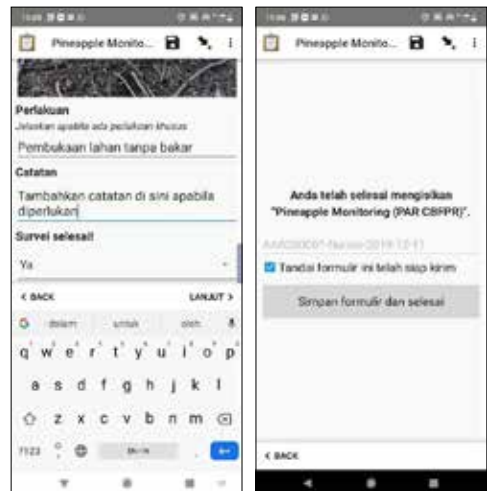 Pineapple Monito...
Perlakuan
Jelaskan apabila ada perlakuan khusus
Pembukaan lahan tanpa bakar
Catatan
Tambahkan catatan di sini apabila
diperlukan
Survei selesai!
Ya
< BACK
LANJUT >
dalam untuk oleh
q w e r t y u i o p
a s d f g h j k l
z x c v b n m
?123
Pineapple Monito...
Anda telah selesai mengisikan
"Pineapple Monitoring (PAR CBFPR)".
Tandai formulir ini telah siap kirim
Simpan formulir dan selesai
< BACK